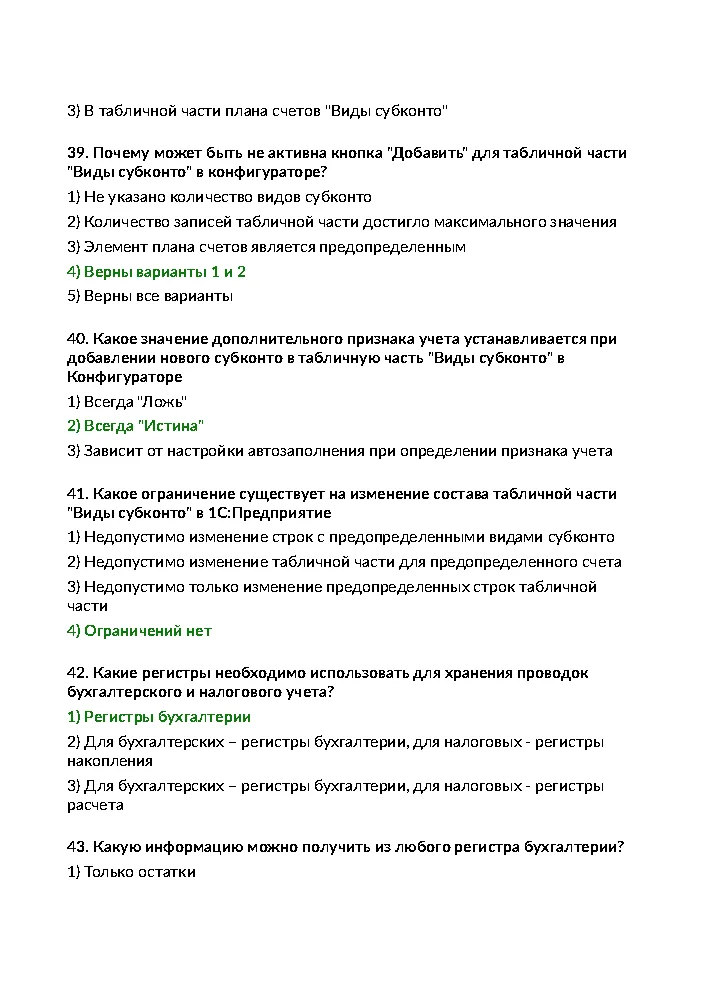 3) В табличной части плана счетов "Виды субконто"
39. Почему может быть не активна кнопка "Добавить" для табличной части
"Виды субконто" в конфигураторе?
1) Не указано количество видов субконто
2) Количество записей табличной части достигло максимального значения
3) Элемент плана счетов является предопределенным
4) Верны варианты 1 и 2
5) Верны все варианты
40. Какое значение дополнительного признака учета устанавливается при
добавлении нового субконто в табличную часть "Виды субконто" в
Конфигураторе
1) Всегда "Ложь"
2) Всегда "Истина"
3) Зависит от настройки автозаполнения при определении признака учета
41. Какое ограничение существует на изменение состава табличной части
"Виды субконто" в 1С:Предприятие
1) Недопустимо изменение строк с предопределенными видами субконто
2) Недопустимо изменение табличной части для предопределенного счета
3) Недопустимо только изменение предопределенных строк табличной
части
4) Ограничений нет
42. Какие регистры необходимо использовать для хранения проводок
бухгалтерского и налогового учета?
1) Регистры бухгалтерии
2) Для бухгалтерских – регистры бухгалтерии, для налоговых - регистры
накопления
3) Для бухгалтерских – регистры бухгалтерии, для налоговых - регистры
расчета
43. Какую информацию можно получить из любого регистра бухгалтерии?
1) Только остатки